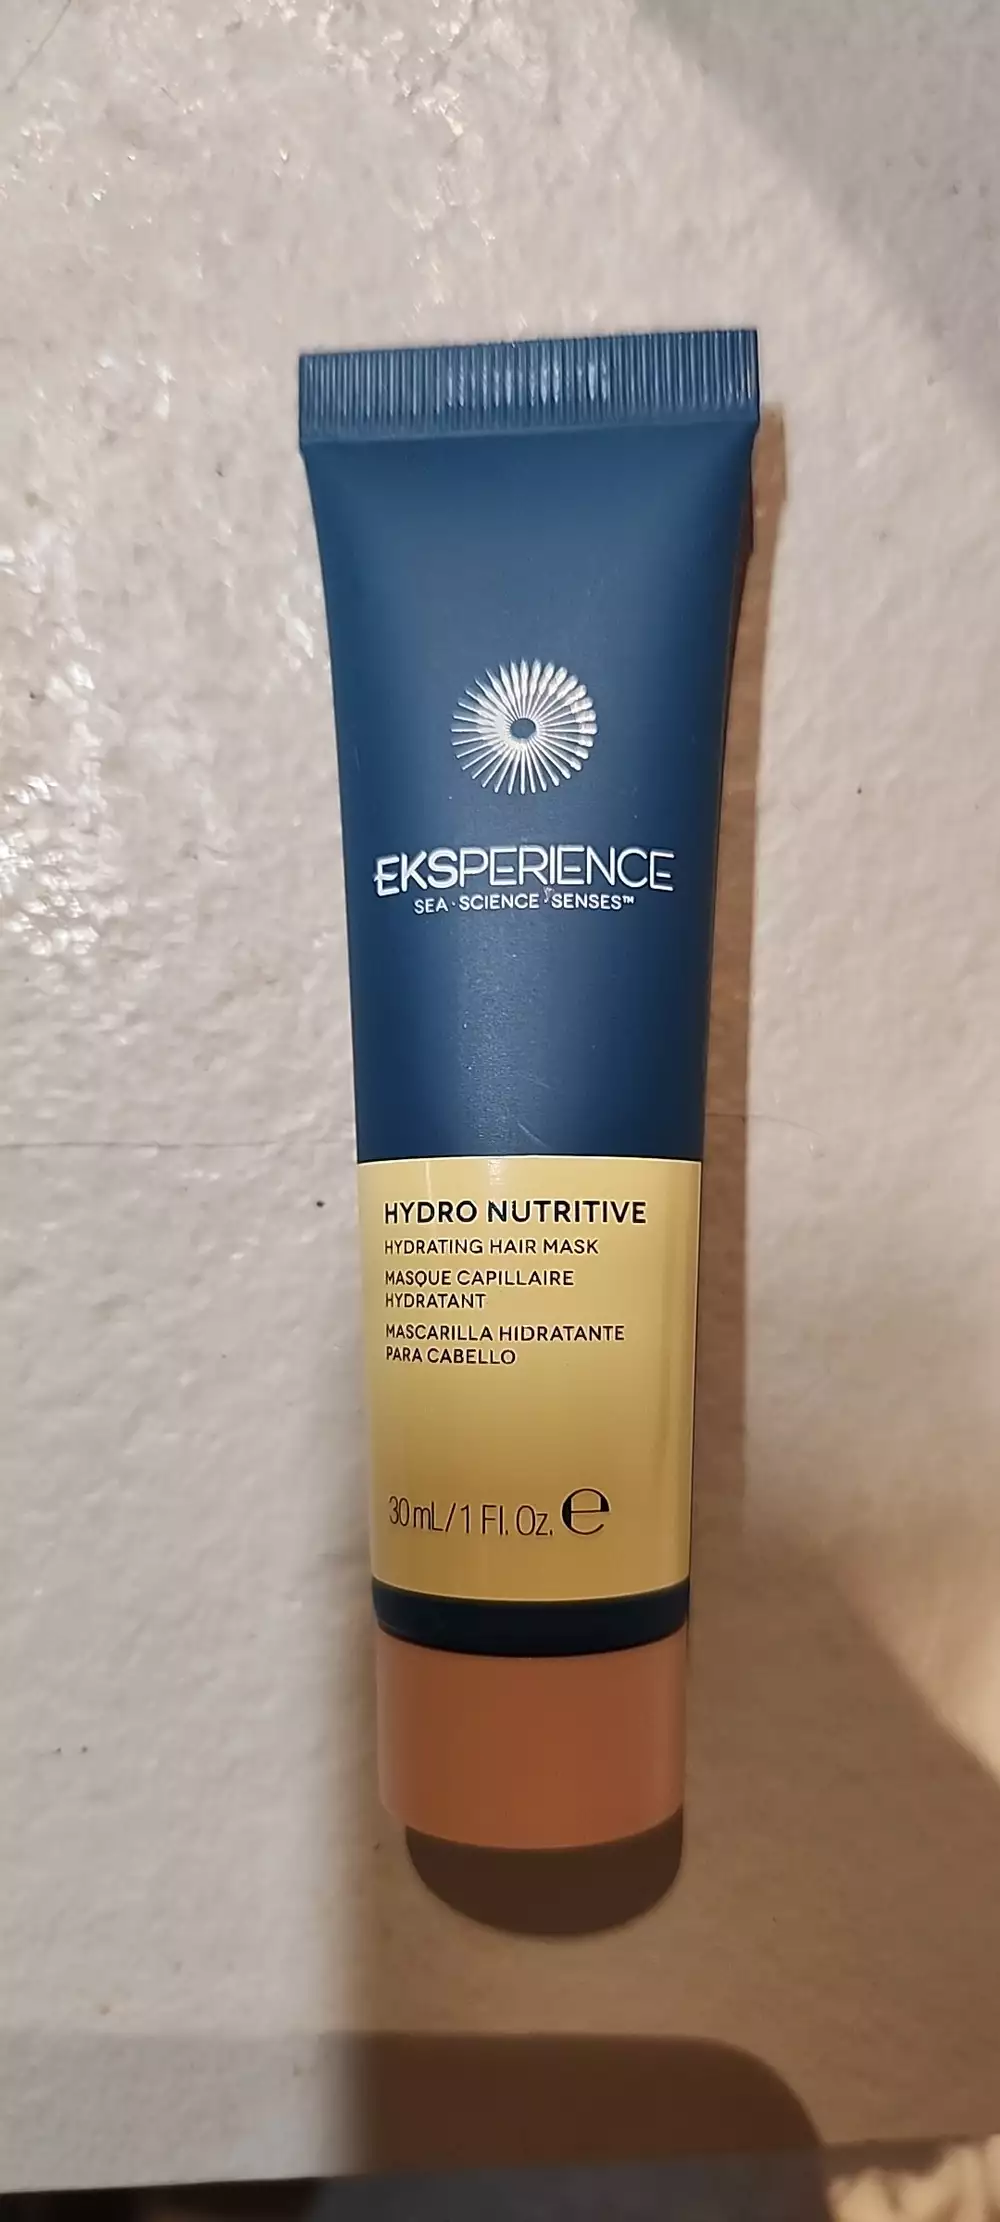 EKSPERIENCE
SEA · SCIENCE · SENSES™
HYDRO NUTRITIVE
HYDRATING HAIR MASK
MASQUE CAPILLAIRE
HYDRATANT
MASCARILLA HIDRATANTE
PARA CABELLO
30 mL/1 Fl. Oz. ℮